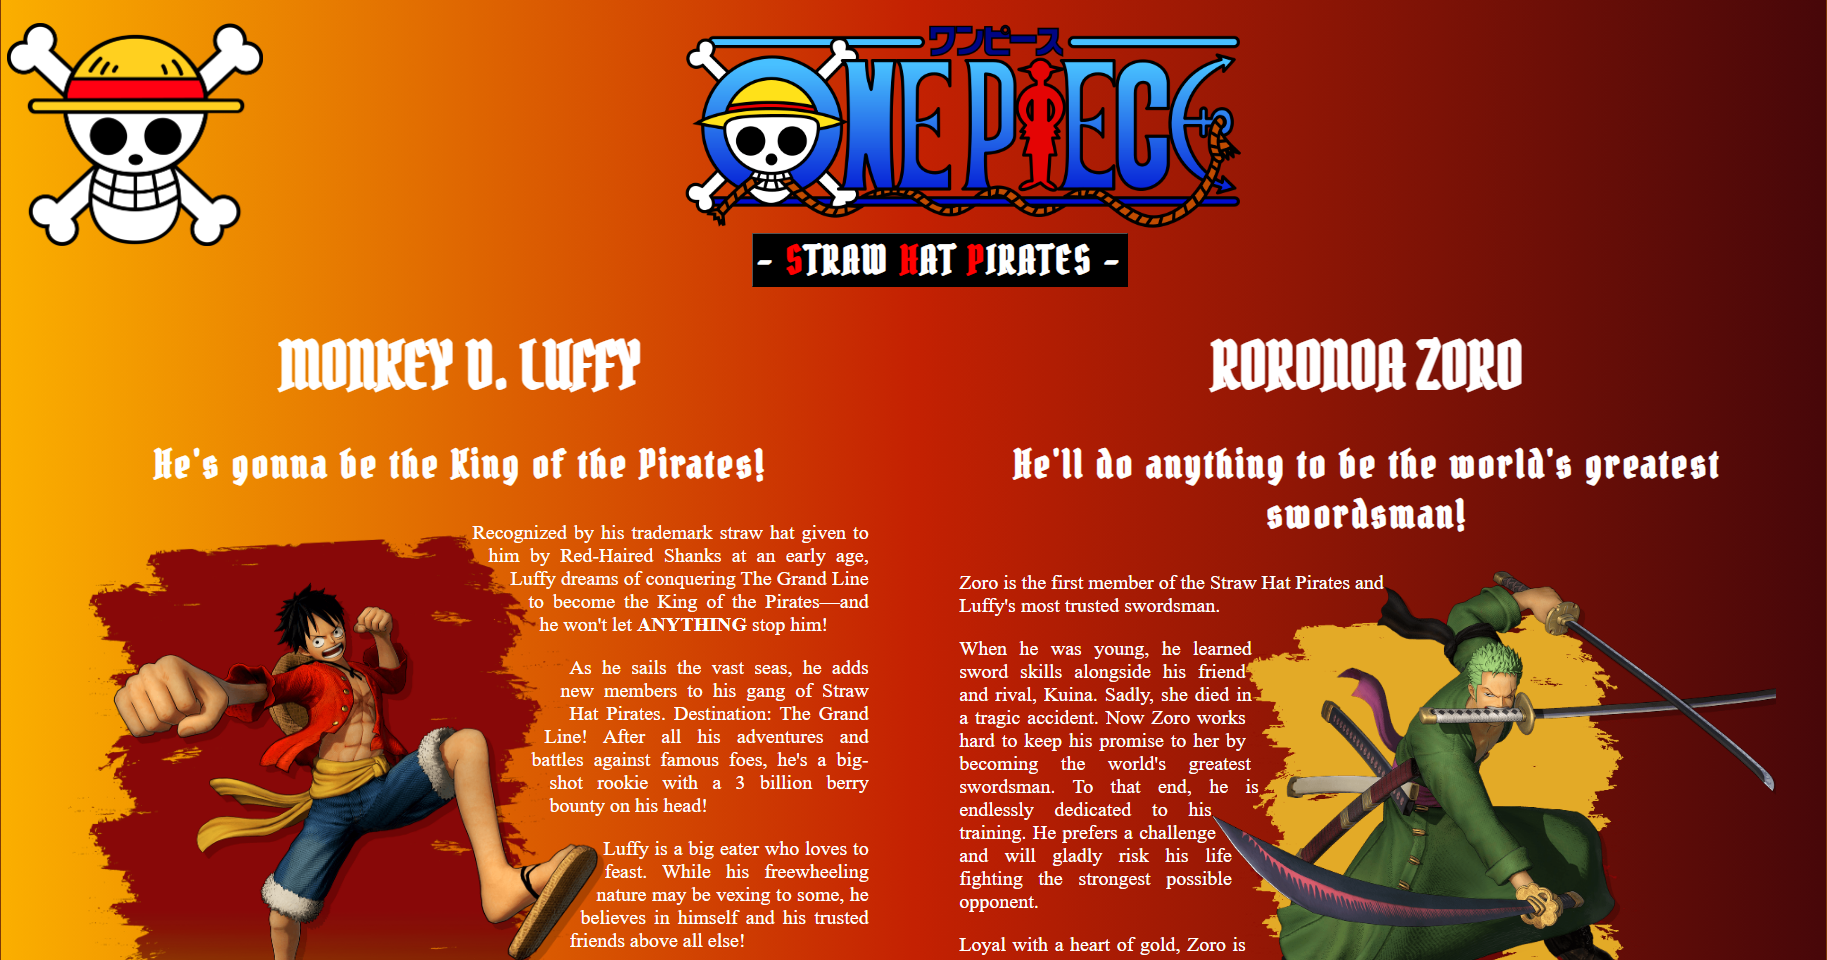 ワンピース
ONE PIECE
- STRAW HAT PIRATES -
MONKEY D. LUFFY
He's gonna be the King of the Pirates!
Recognized by his trademark straw hat given to
him by Red-Haired Shanks at an early age,
Luffy dreams of conquering The Grand Line
to become the King of the Pirates—and
he won't let ANYTHING stop him!
As he sails the vast seas, he adds
new members to his gang of Straw
Hat Pirates. Destination: The Grand
Line! After all his adventures and
battles against famous foes, he's a big-
shot rookie with a 3 billion berry
bounty on his head!
Luffy is a big eater who loves to
feast. While his freewheeling
nature may be vexing to some, he
believes in himself and his trusted
friends above all else!
RORONOA ZORO
He'll do anything to be the world's greatest
swordsman!
Zoro is the first member of the Straw Hat Pirates and
Luffy's most trusted swordsman.
When he was young, he learned
sword skills alongside his friend
and rival, Kuina. Sadly, she died in
a tragic accident. Now Zoro works
hard to keep his promise to her by
becoming the world's greatest
swordsman. To that end, he is
endlessly dedicated to his
training. He prefers a challenge
and will gladly risk his life
fighting the strongest possible
opponent.
Loyal with a heart of gold, Zoro is